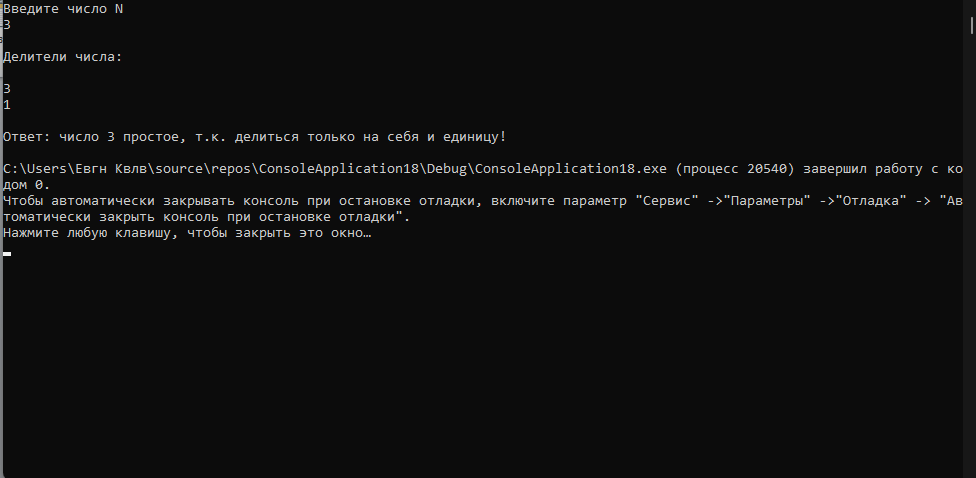 Введите число N
3
Делители числа:
3
1
Ответ: число 3 простое, т.к. делиться только на себя и единицу!
C:\Users\Евгн Квлв\source\repos\ConsoleApplication18\Debug\ConsoleApplication18.exe (процесс 20540) завершил работу с ко
дом 0.
Чтобы автоматически закрывать консоль при остановке отладки, включите параметр "Сервис" ->"Параметры" ->"Отладка" -> "Ав
томатически закрыть консоль при остановке отладки".
Нажмите любую клавишу, чтобы закрыть это окно…